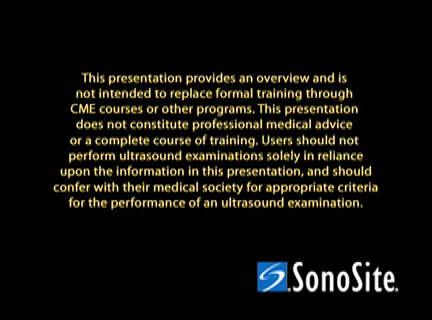 This presentation provides an overview and is
not intended to replace formal training through
CME courses or other programs. This presentation
does not constitute professional medical advice
or a complete course of training. Users should not
perform ultrasound examinations solely in reliance
upon the information in this presentation, and should
confer with their medical society for appropriate criteria
for the performance of an ultrasound examination.
SonoSite.